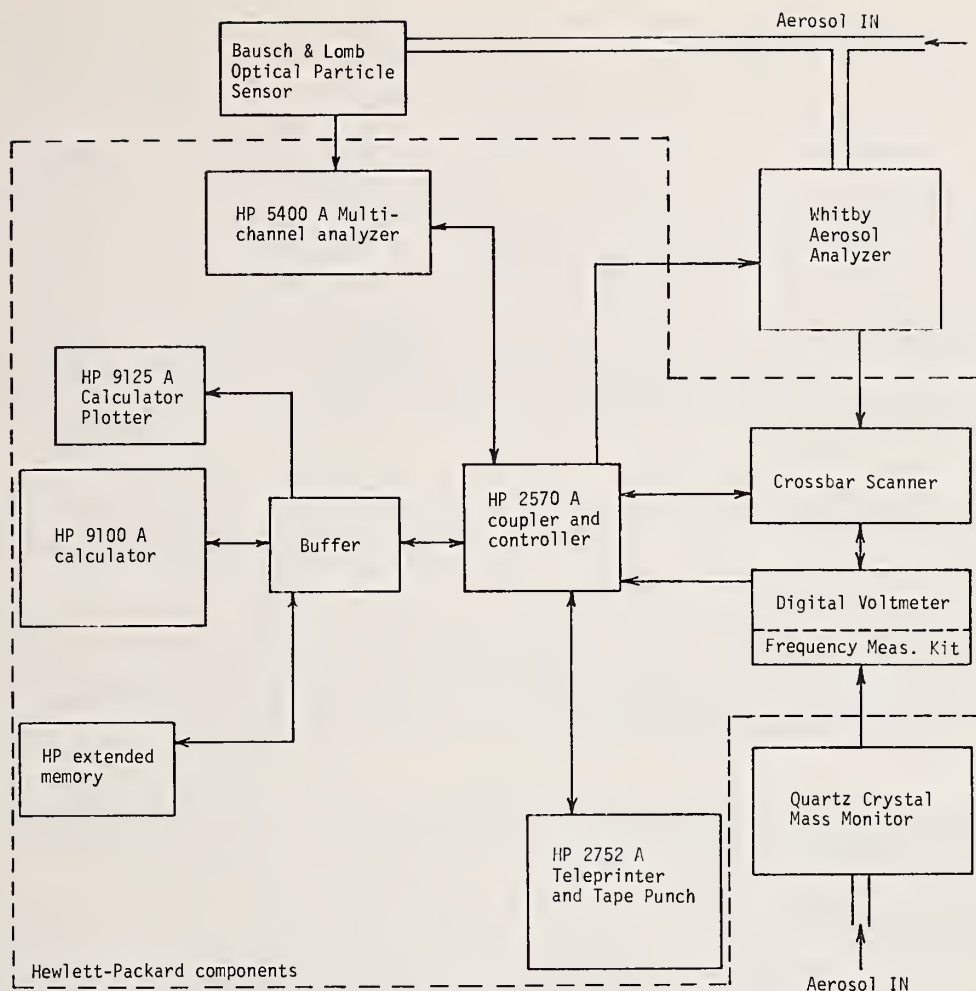 Aerosol IN
Bausch & Lomb
Optical Particle
Sensor
HP 5400 A Multi-
channel analyzer
Whitby
Aerosol
Analyzer
HP 9125 A
Calculator
Plotter
HP 9100 A
calculator
Buffer
HP 2570 A
coupler and
controller
Crossbar Scanner
Digital Voltmeter
Frequency Meas. Kit
HP extended
memory
HP 2752 A
Teleprinter
and Tape Punch
Quartz Crystal
Mass Monitor
Hewlett-Packard components
Aerosol IN